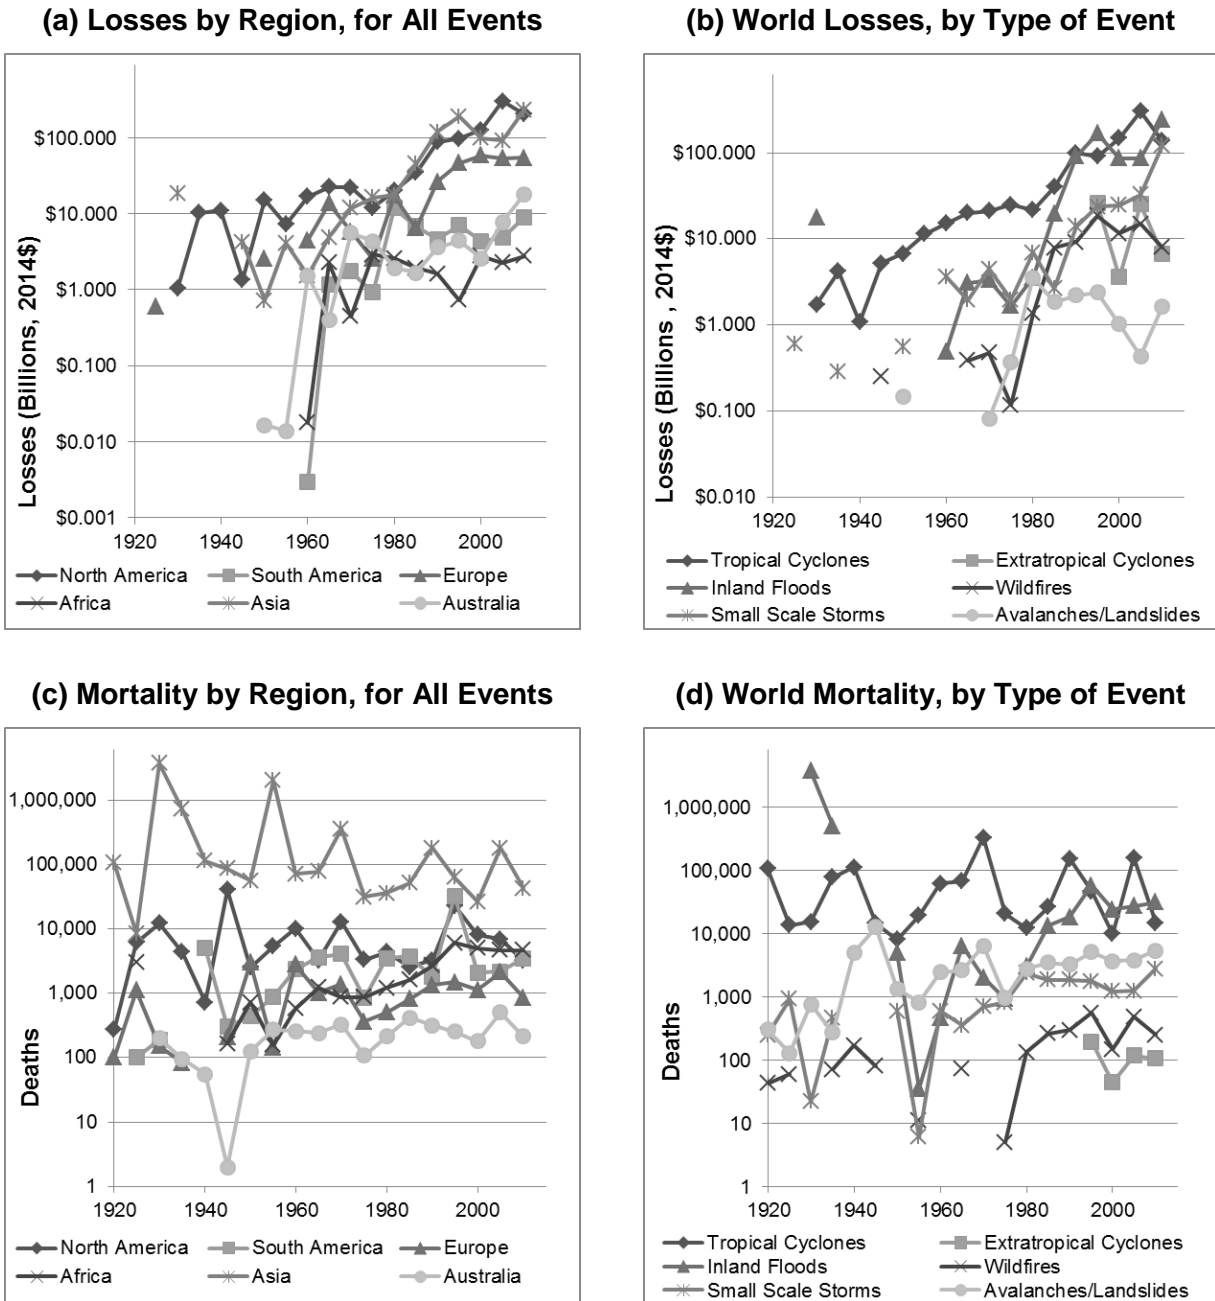 (a) Losses by Region, for All Events
Losses (Billions, 2014$)
$100.000
$10.000
$1.000
$0.100
$0.010
$0.001
1920 1940 1960 1980 2000
North America South America Europe
Africa Asia Australia
(b) World Losses, by Type of Event
Losses (Billions , 2014$)
$100.000
$10.000
$1.000
$0.100
$0.010
1920 1940 1960 1980 2000
Tropical Cyclones Extratropical Cyclones
Inland Floods Wildfires
Small Scale Storms Avalanches/Landslides
(c) Mortality by Region, for All Events
Deaths
1,000,000
100,000
10,000
1,000
100
10
1
1920 1940 1960 1980 2000
North America South America Europe
Africa Asia Australia
(d) World Mortality, by Type of Event
Deaths
1,000,000
100,000
10,000
1,000
100
10
1
1920 1940 1960 1980 2000
Tropical Cyclones Extratropical Cyclones
Inland Floods Wildfires
Small Scale Storms Avalanches/Landslides